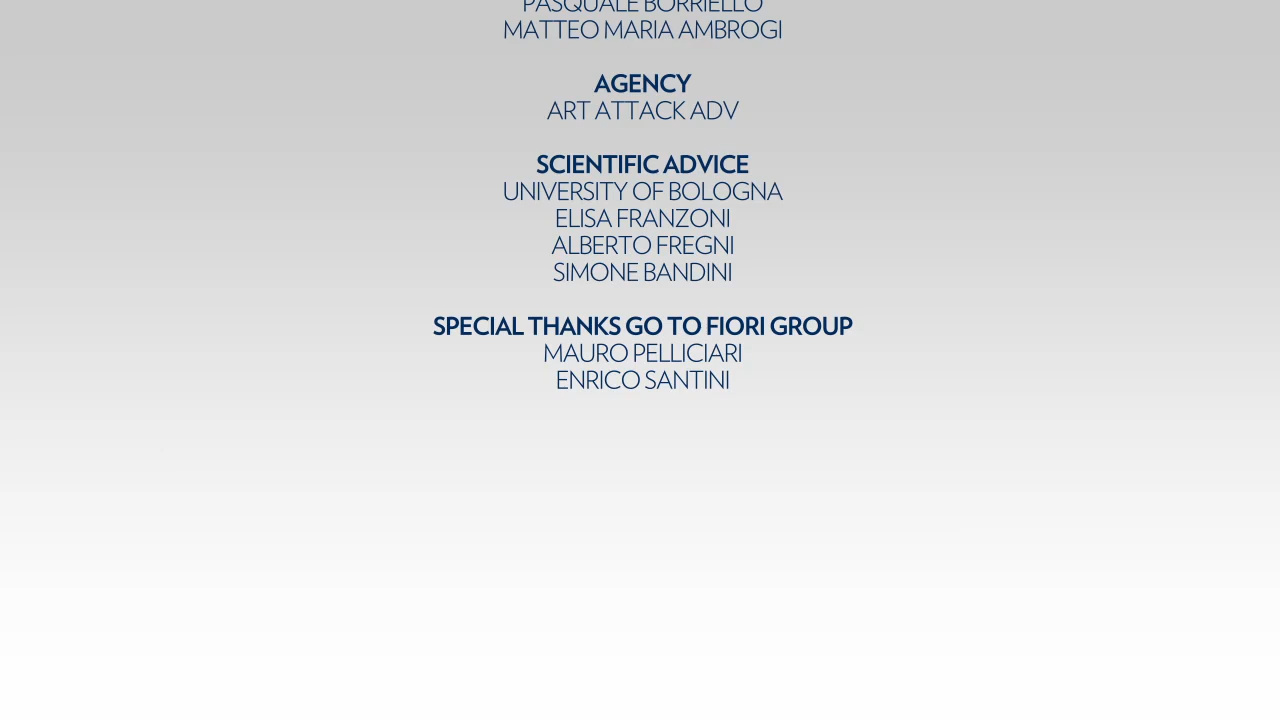 PASQUALE BORRIELLO
MATTEO MARIA AMBROGI
AGENCY
ART ATTACK ADV
SCIENTIFIC ADVICE
UNIVERSITY OF BOLOGNA
ELISA FRANZONI
ALBERTO FREGNI
SIMONE BANDINI
SPECIAL THANKS GO TO FIORI GROUP
MAURO PELLICIARI
ENRICO SANTINI